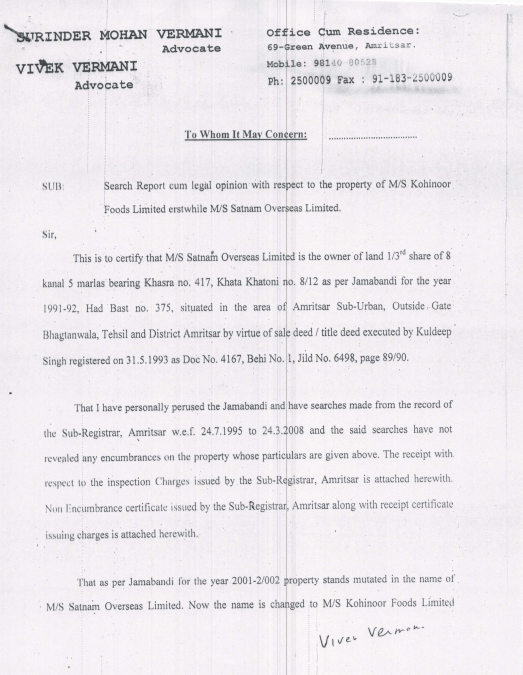 SURINDER MOHAN VERMANI
Advocate
VIVEK VERMANI
Advocate
Office Cum Residence:
69-Green Avenue, Amritsar.
Mobile: 98140-80528
Ph: 2500009 Fax : 91-183-2500009
To Whom It May Concern:
SUB: Search Report cum legal opinion with respect to the property of M/S Kohinoor
Foods Limited erstwhile M/S Satnam Overseas Limited.
Sir,
This is to certify that M/S Satnam Overseas Limited is the owner of land 1/3rd share of 8
kanal 5 marlas bearing Khasra no. 417, Khata Khatoni no. 8/12 as per Jamabandi for the year
1991-92, Had Bast no. 375, situated in the area of Amritsar Sub-Urban, Outside Gate
Bhagtanwala, Tehsil and District Amritsar by virtue of sale deed / title deed executed by Kuldeep
Singh registered on 31.5.1993 as Doc No. 4167, Behi No. 1, Jild No. 6498, page 89/90.
That I have personally perused the Jamabandi and have searches made from the record of
the Sub-Registrar, Amritsar w.e.f. 24.7.1995 to 24.3.2008 and the said searches have not
revealed any encumbrances on the property whose particulars are given above. The receipt with
respect to the inspection Charges issued by the Sub-Registrar, Amritsar is attached herewith.
Non Encumbrance certificate issued by the Sub-Registrar, Amritsar along with receipt certificate
issuing charges is attached herewith.
That as per Jamabandi for the year 2001-2/002 property stands mutated in the name of
M/S Satnam Overseas Limited. Now the name is changed to M/S Kohinoor Foods Limited
Vivek Vermani